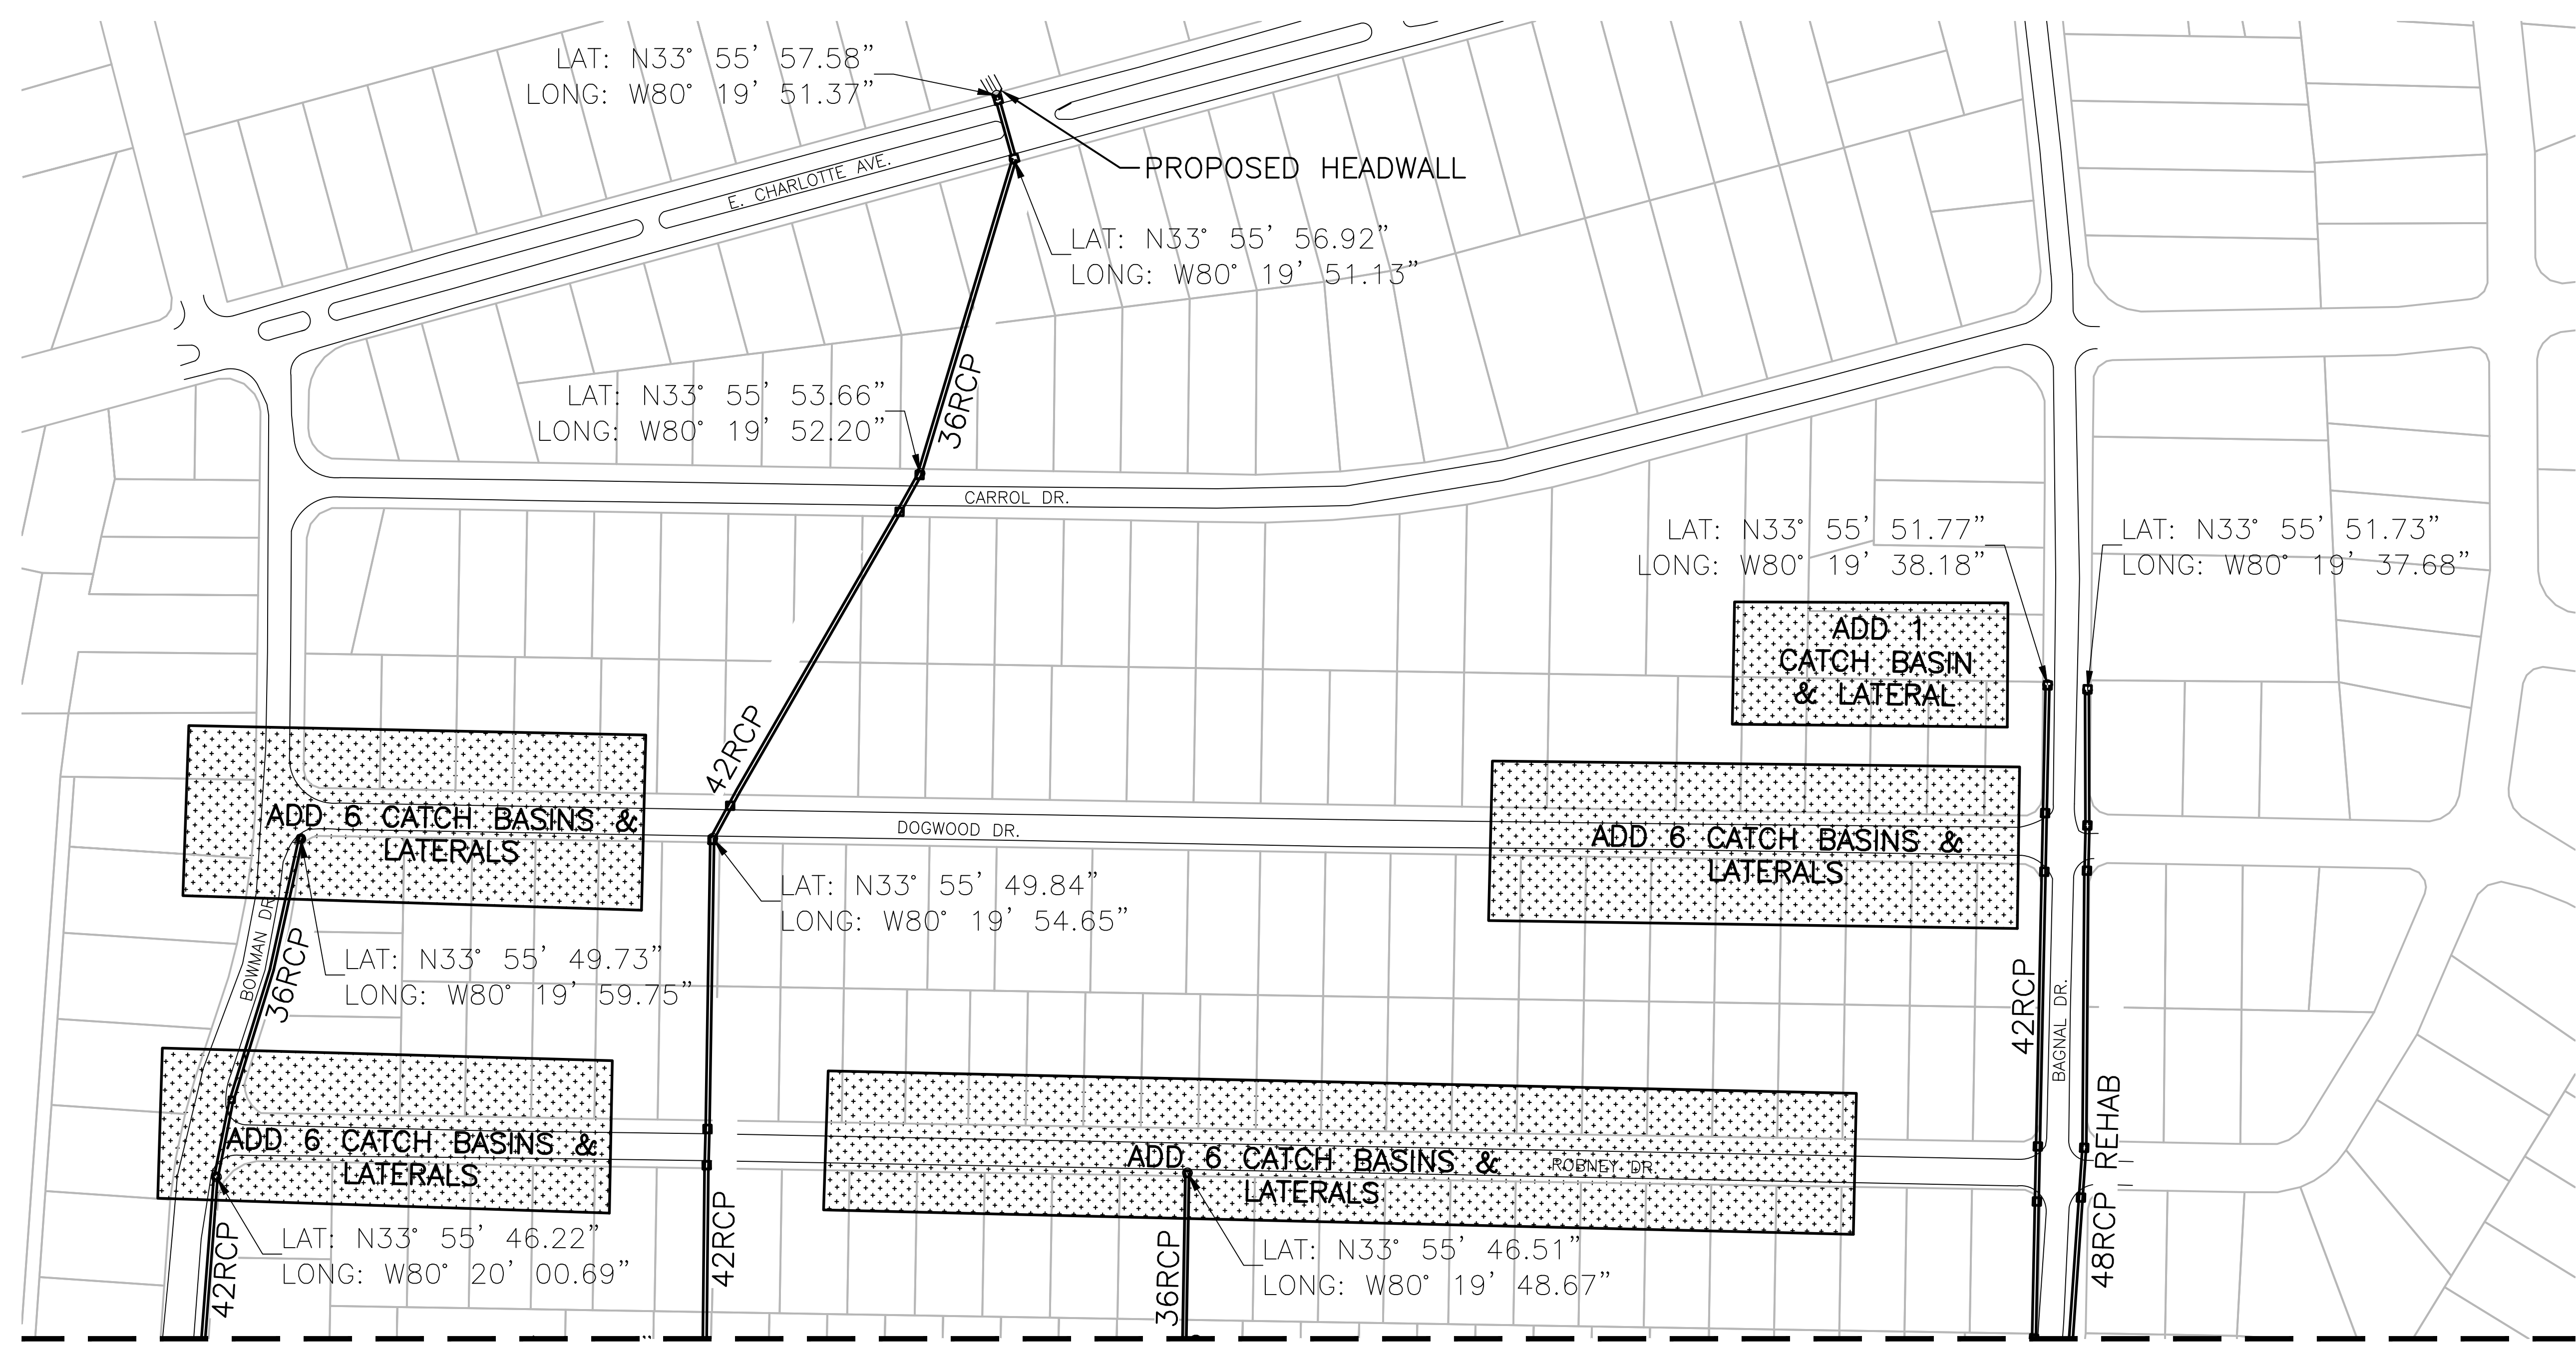 LAT: N33° 55' 57.58"
LONG: W80° 19' 51.37"
PROPOSED HEADWALL
E. CHARLOTTE AVE.
LAT: N33° 55' 56.92"
LONG: W80° 19' 51.13"
LAT: N33° 55' 53.66"
LONG: W80° 19' 52.20"
36RCP
CARROL DR.
LAT: N33° 55' 51.77"
LONG: W80° 19' 38.18"
LAT: N33° 55' 51.73"
LONG: W80° 19' 37.68"
ADD 1
CATCH BASIN
& LATERAL
42RCP
ADD 6 CATCH BASINS &
LATERALS
DOGWOOD DR.
ADD 6 CATCH BASINS &
LATERALS
LAT: N33° 55' 49.84"
LONG: W80° 19' 54.65"
BOWMAN DR.
36RCP
LAT: N33° 55' 49.73"
LONG: W80° 19' 59.75"
42RCP
BAGNAL DR.
48RCP REHAB
ADD 6 CATCH BASINS &
LATERALS
ADD 6 CATCH BASINS &
LATERALS
ROBNEY DR.
42RCP
LAT: N33° 55' 46.22"
LONG: W80° 20' 00.69"
42RCP
36RCP
LAT: N33° 55' 46.51"
LONG: W80° 19' 48.67"